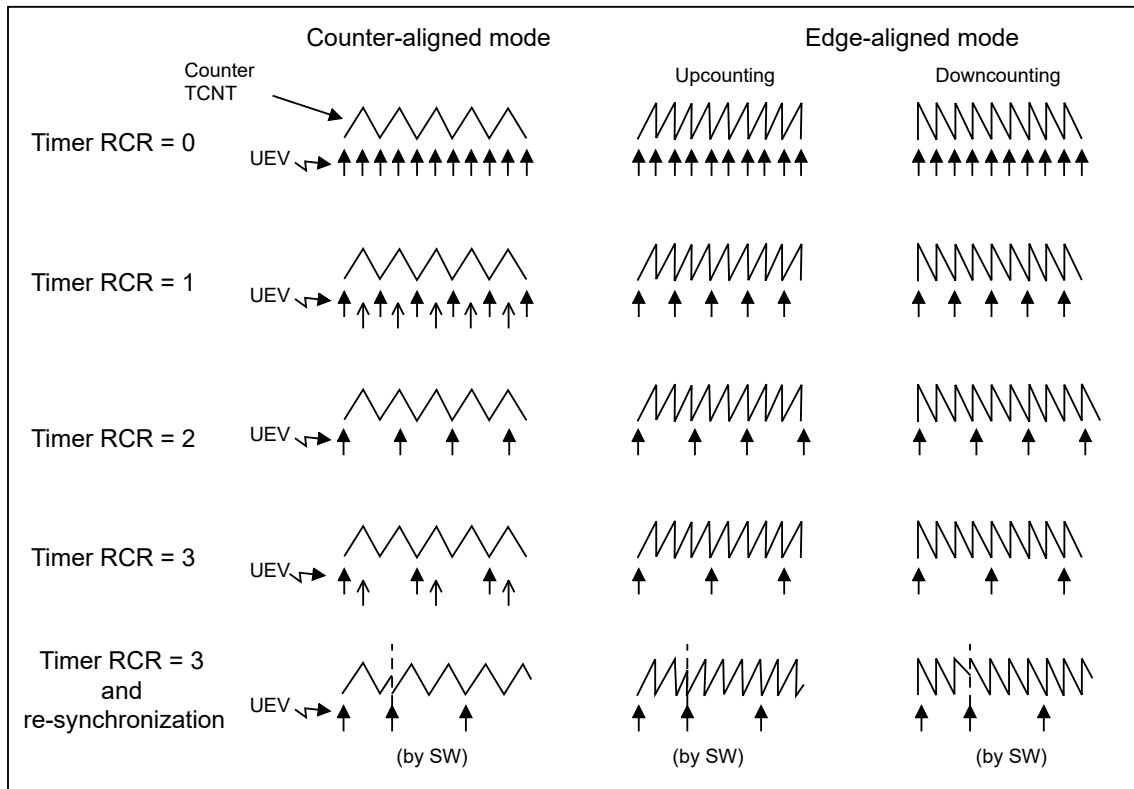 Counter-aligned mode
Edge-aligned mode
Counter
TCNT
Upcounting
Downcounting
Timer RCR = 0
UEV
Timer RCR = 1
UEV
Timer RCR = 2
UEV
Timer RCR = 3
UEV
Timer RCR = 3
and
re-synchronization
UEV
(by SW)
(by SW)
(by SW)